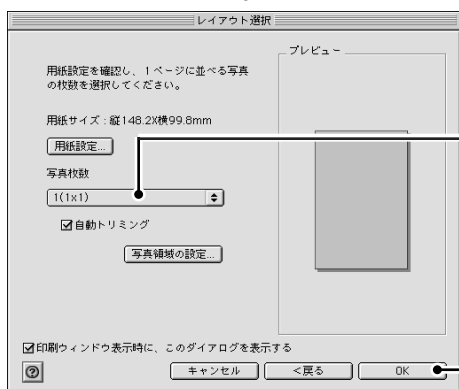 レイアウト選択
プレビュー
用紙設定を確認し、1ページに並べる写真
の枚数を選択してください。
用紙サイズ：縦148.2X横99.8mm
用紙設定...
写真枚数
1(1x1)
自動トリミング
写真領域の設定...
印刷ウィンドウ表示時に、このダイアログを表示する
?
キャンセル
<戻る
OK